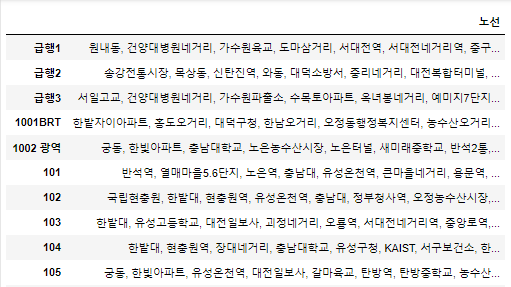 노선
급행1 원내동, 건양대병원네거리, 가수원육교, 도마삼거리, 서대전역, 서대전네거리역, 중구...
급행2 송강전통시장, 목상동, 신탄진역, 와동, 대덕소방서, 중리네거리, 대전복합터미널, ...
급행3 서일고교, 건양대병원네거리, 가수원파출소, 수목토아파트, 옥녀봉네거리, 예미지7단지...
1001BRT 한밭자이아파트, 홍도오거리, 대덕구청, 한남오거리, 오정동행정복지센터, 농수산오거리...
1002 광역 궁동, 한빛아파트, 충남대학교, 노은농수산시장, 노은터널, 새미래중학교, 반석2통,...
101 반석역, 열매마을5.6단지, 노은역, 충남대, 유성온천역, 큰마을네거리, 용문역, ...
102 국립현충원, 한밭대, 현충원역, 유성온천역, 충남대, 정부청사역, 오정농수산시장,...
103 한밭대, 유성고등학교, 대전일보사, 괴정네거리, 오룡역, 서대전네거리역, 중앙로역,...
104 한밭대, 현충원역, 장대네거리, 충남대학교, 유성구청, KAIST, 서구보건소, 한...
105 궁동, 한빛아파트, 유성온천역, 대전일보사, 갈마육교, 탄방역, 탄방중학교, 농수산...